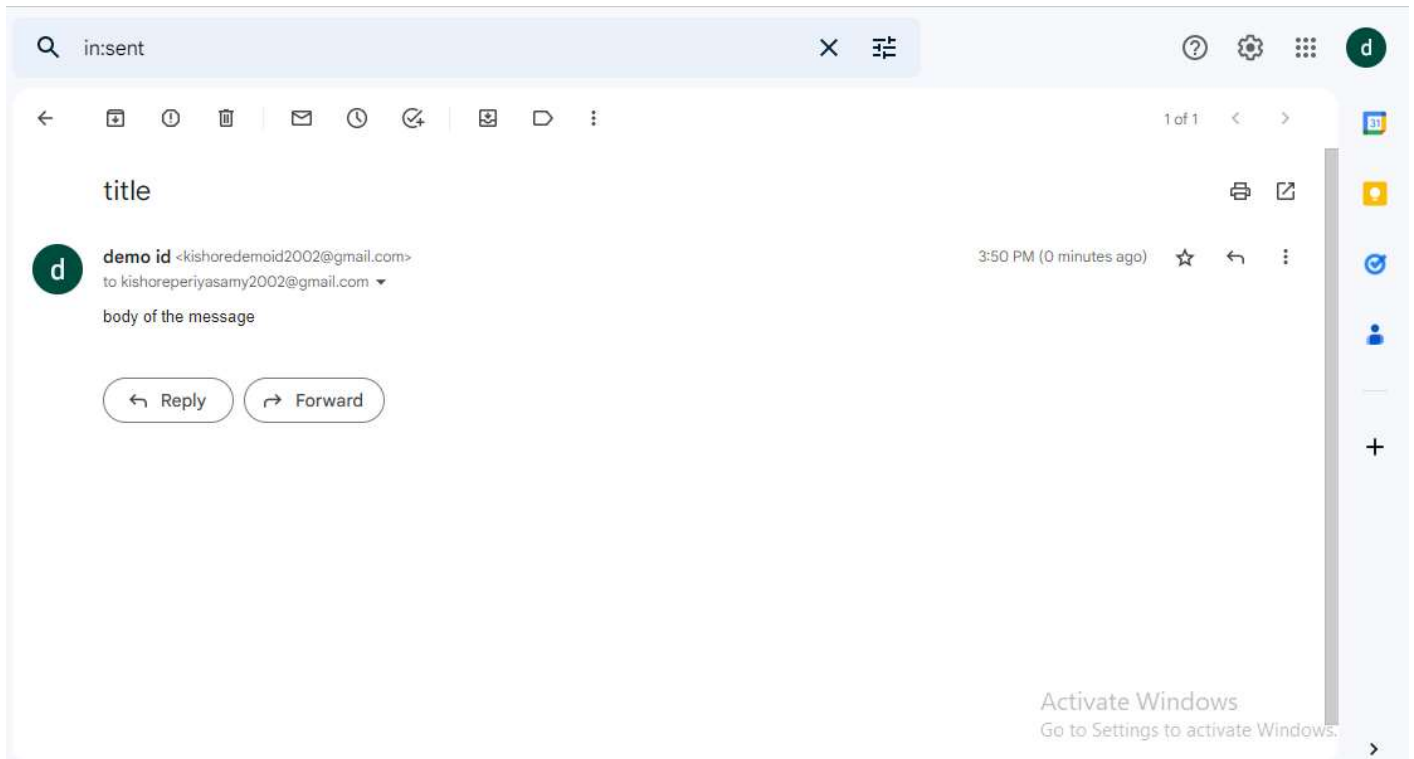 in:sent
d
1 of 1
31
title
demo id <kishoredemoid2002@gmail.com>
3:50 PM (0 minutes ago)
d
to kishoreperiyasamy2002@gmail.com
body of the message
Reply
Forward
Activate Windows
Go to Settings to activate Windows.